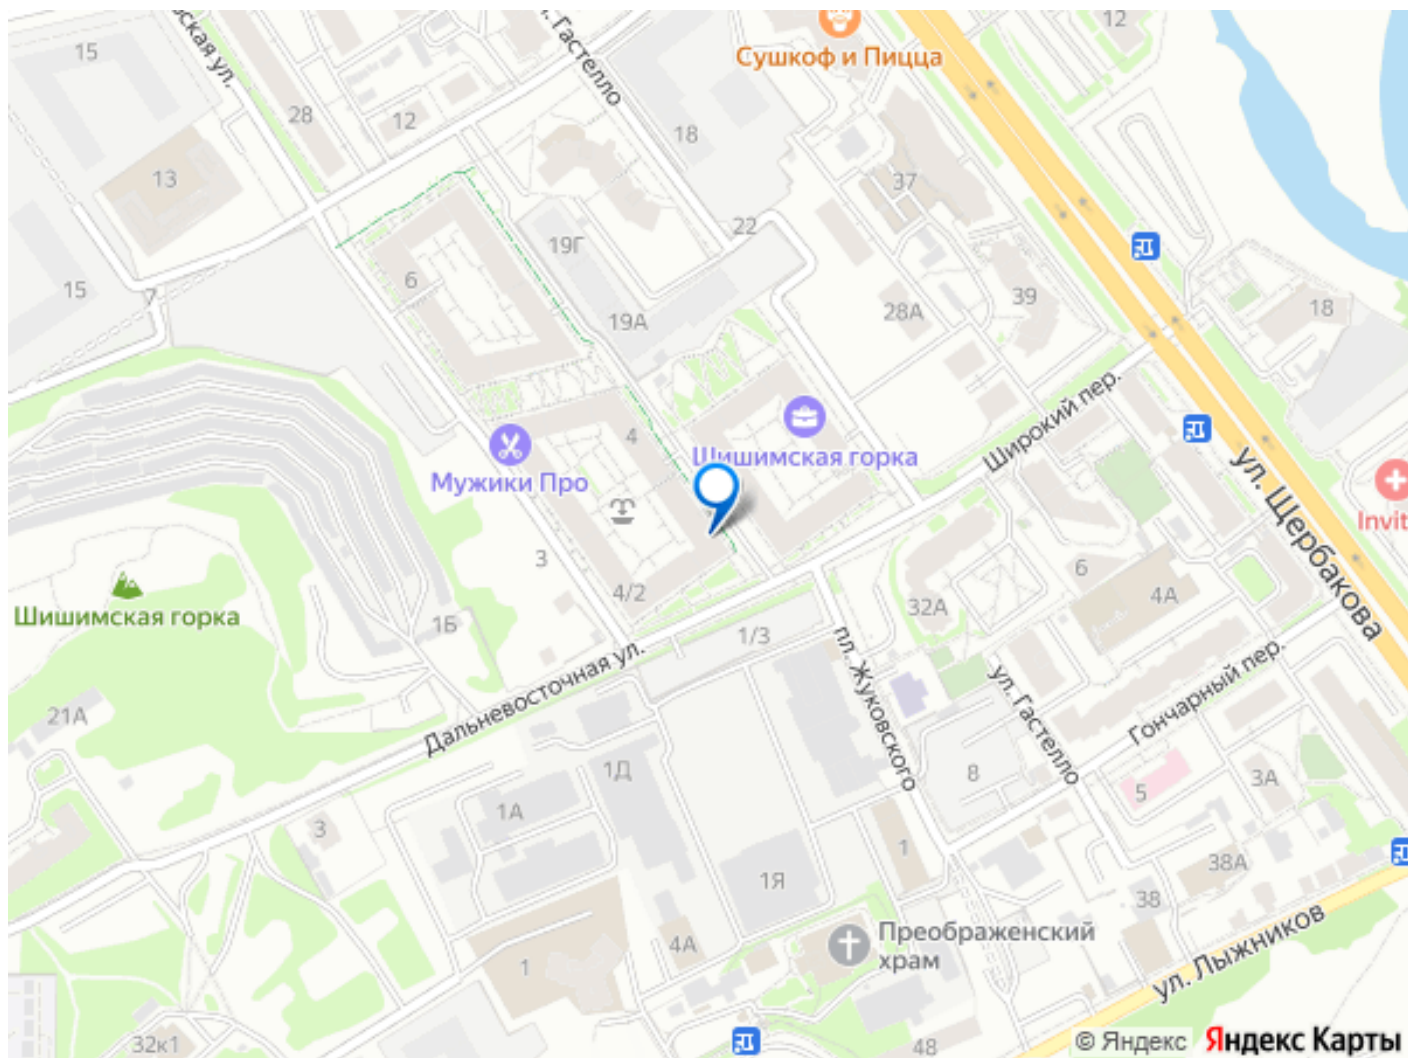 12
Сушкоф и Пицца
ская ул.
ул. Гастелло
15
28
12
18
13
37
22
19Г
6
15
7
39
18
28А
19А
Широкий пер.
4
Шишимская горка
Мужики Про
ул. Щербакова
Invit
3
6
4А
4/2
32А
Шишимская горка
1Б
1/3
пл. Жуковского
Дальневосточная ул.
ул. Гастелло
Гончарный пер.
21А
1Д
8
5
3А
1А
3
1
38А
1Я
38
Преображенский
храм
4А
1
ул. Лыжников
32к1
48
© Яндекс
Яндекс Карты